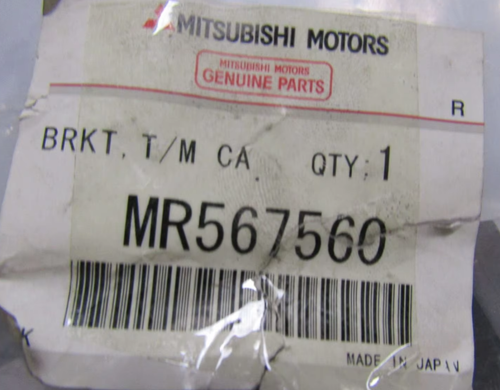 MITSUBISHI MOTORS
MITSUBISHI MOTORS
GENUINE PARTS
R
BRKT, T/M CA QTY:1
MR567560
K
MADE IN JAPAN